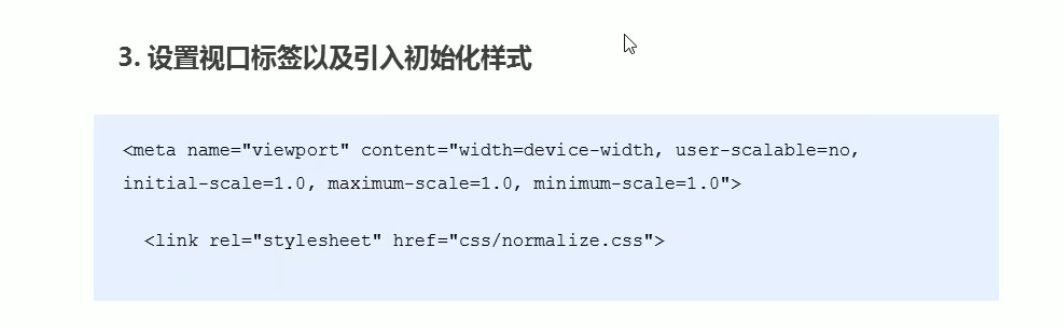 3. 设置视口标签以及引入初始化样式
<meta name="viewport" content="width=device-width, user-scalable=no,
initial-scale=1.0, maximum-scale=1.0, minimum-scale=1.0">
<link rel="stylesheet" href="css/normalize.css">